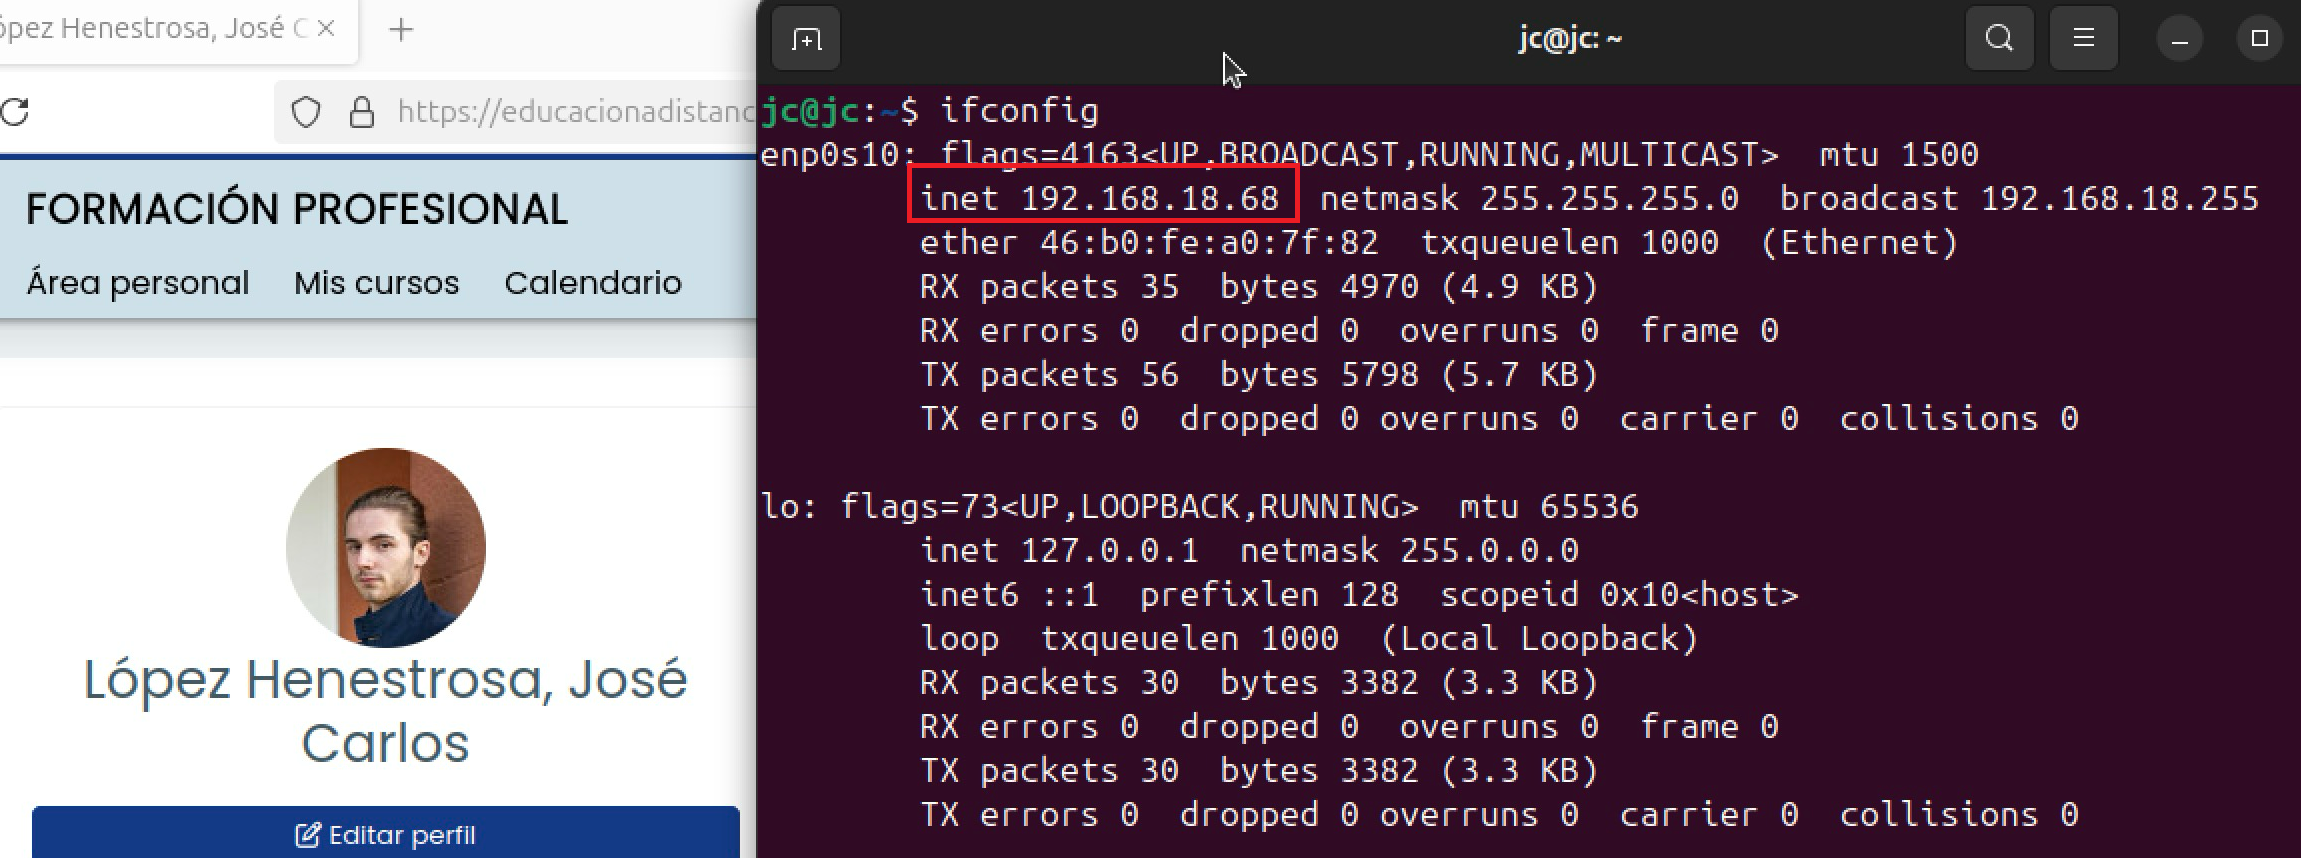 ópez Henestrosa, José C
https://educacionadistanc
FORMACIÓN PROFESIONAL
Área personal Mis cursos Calendario
López Henestrosa, José
Carlos
Editar perfil
jc@jc: ~
jc@jc:~$ ifconfig
enp0s10: flags=4163<UP,BROADCAST,RUNNING,MULTICAST>  mtu 1500
        inet 192.168.18.68  netmask 255.255.255.0  broadcast 192.168.18.255
        ether 46:b0:fe:a0:7f:82  txqueuelen 1000  (Ethernet)
        RX packets 35  bytes 4970 (4.9 KB)
        RX errors 0  dropped 0  overruns 0  frame 0
        TX packets 56  bytes 5798 (5.7 KB)
        TX errors 0  dropped 0 overruns 0  carrier 0  collisions 0
lo: flags=73<UP,LOOPBACK,RUNNING>  mtu 65536
        inet 127.0.0.1  netmask 255.0.0.0
        inet6 ::1  prefixlen 128  scopeid 0x10<host>
        loop  txqueuelen 1000  (Local Loopback)
        RX packets 30  bytes 3382 (3.3 KB)
        RX errors 0  dropped 0  overruns 0  frame 0
        TX packets 30  bytes 3382 (3.3 KB)
        TX errors 0  dropped 0 overruns 0  carrier 0  collisions 0